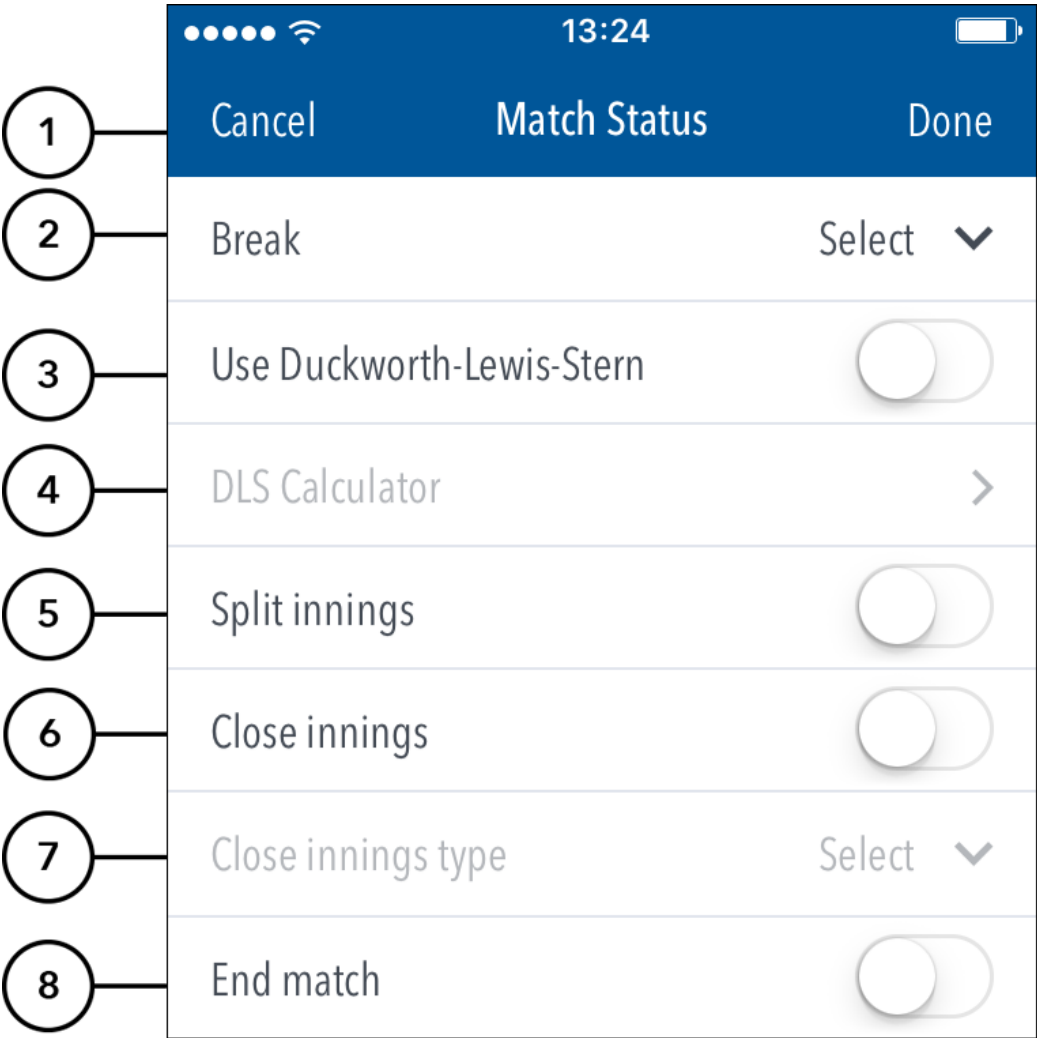 13:24
1 Cancel Match Status Done
2 Break Select
3 Use Duckworth-Lewis-Stern
4 DLS Calculator
5 Split innings
6 Close innings
7 Close innings type Select
8 End match